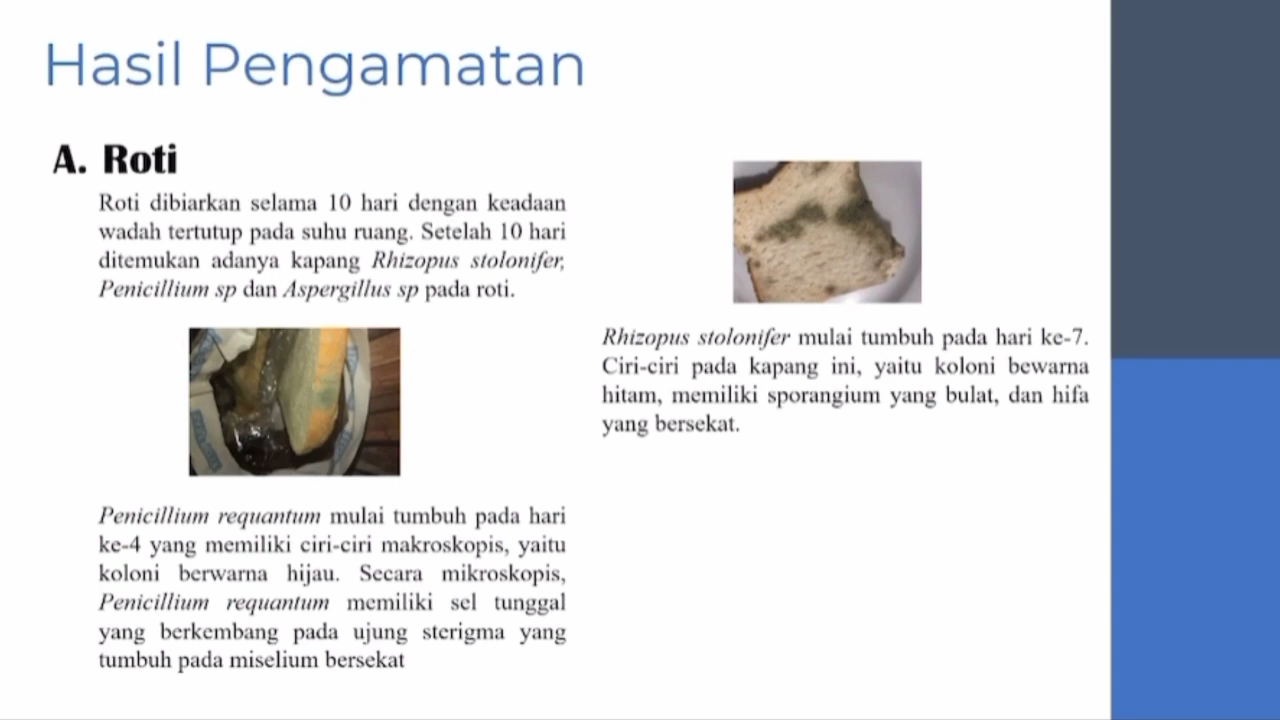 Hasil Pengamatan
A. Roti
Roti dibiarkan selama 10 hari dengan keadaan
wadah tertutup pada suhu ruang. Setelah 10 hari
ditemukan adanya kapang Rhizopus stolonifer,
Penicillium sp dan Aspergillus sp pada roti.
Penicillium requantum mulai tumbuh pada hari
ke-4 yang memiliki ciri-ciri makroskopis, yaitu
koloni berwarna hijau. Secara mikroskopis,
Penicillium requantum memiliki sel tunggal
yang berkembang pada ujung sterigma yang
tumbuh pada miselium bersekat
Rhizopus stolonifer mulai tumbuh pada hari ke-7.
Ciri-ciri pada kapang ini, yaitu koloni bewarna
hitam, memiliki sporangium yang bulat, dan hifa
yang bersekat.